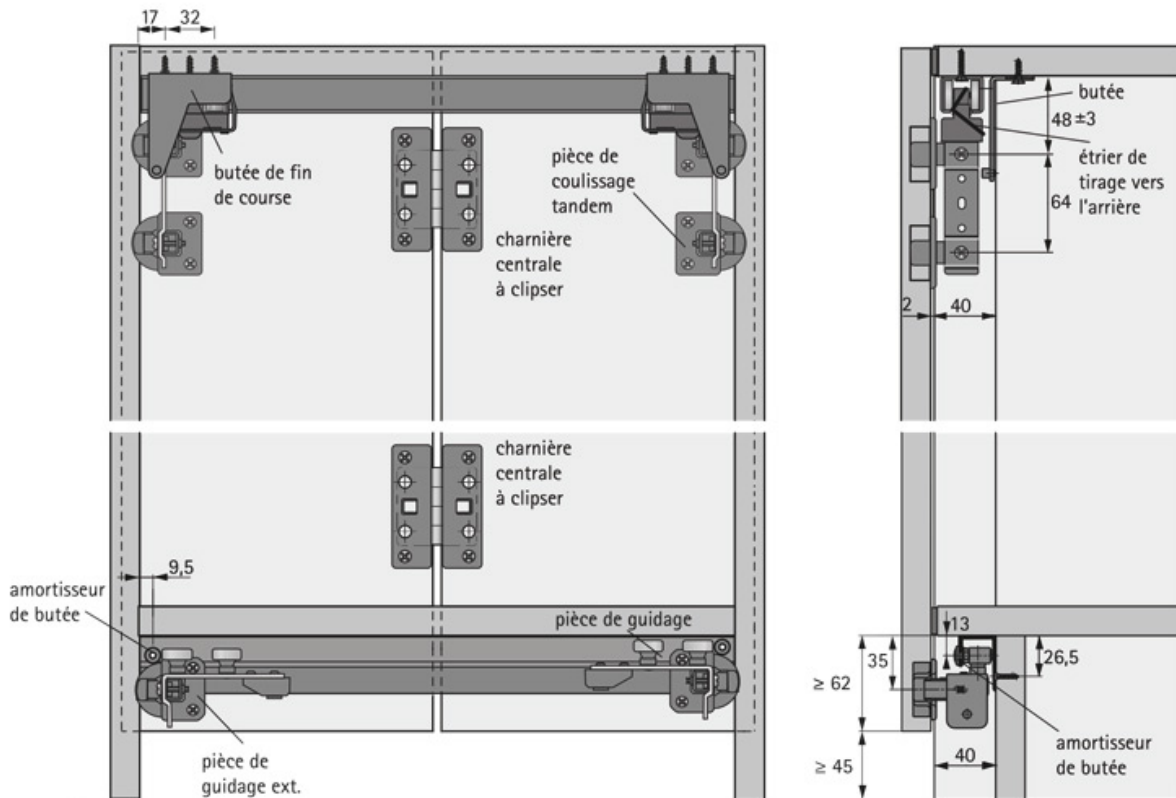 17
32
butée de fin
de course
pièce de
coulissage
tandem
charnière
centrale
à clipser
butée
48 ±3
étrier de
tirage vers
l'arrière
64
2
40
charnière
centrale
à clipser
9,5
amortisseur
de butée
pièce de guidage
pièce de
guidage ext.
13
35
26,5
≥ 62
≥ 45
40
amortisseur
de butée